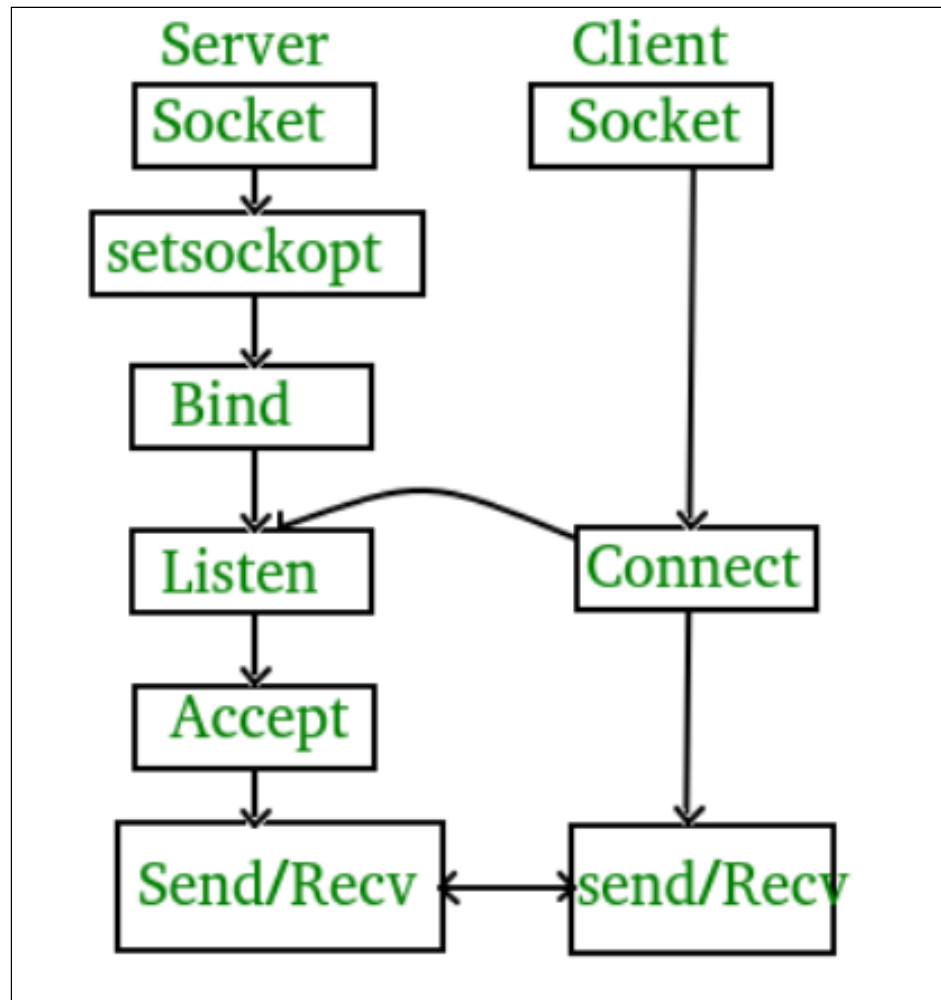 Server
Client
Socket
Socket
setsockopt
Bind
Listen
Connect
Accept
Send/Recv
send/Recv